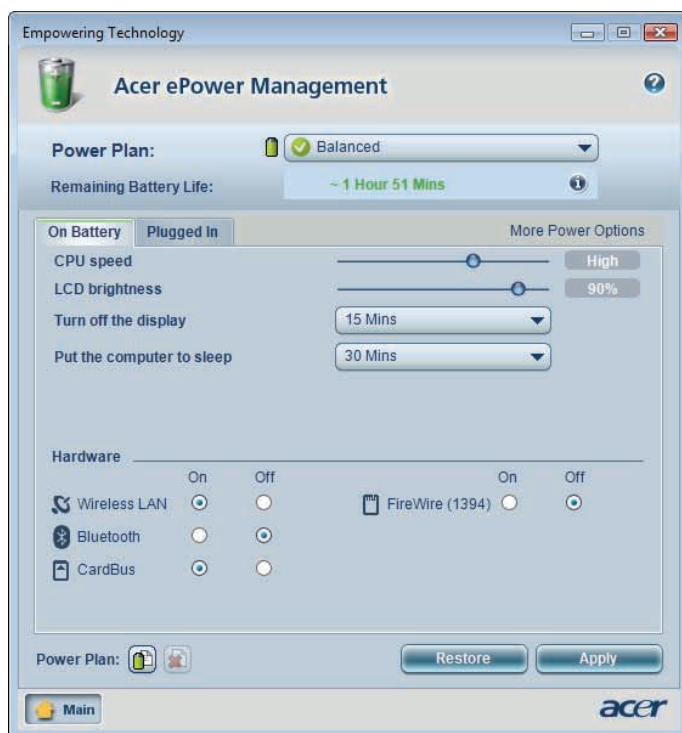 Empowering Technology
Acer ePower Management
Power Plan: Balanced
Remaining Battery Life: ~ 1 Hour 51 Mins
On Battery Plugged In More Power Options
CPU speed High
LCD brightness 90%
Turn off the display 15 Mins
Put the computer to sleep 30 Mins
Hardware
On Off On Off
Wireless LAN FireWire (1394)
Bluetooth
CardBus
Power Plan: Restore Apply
Main acer